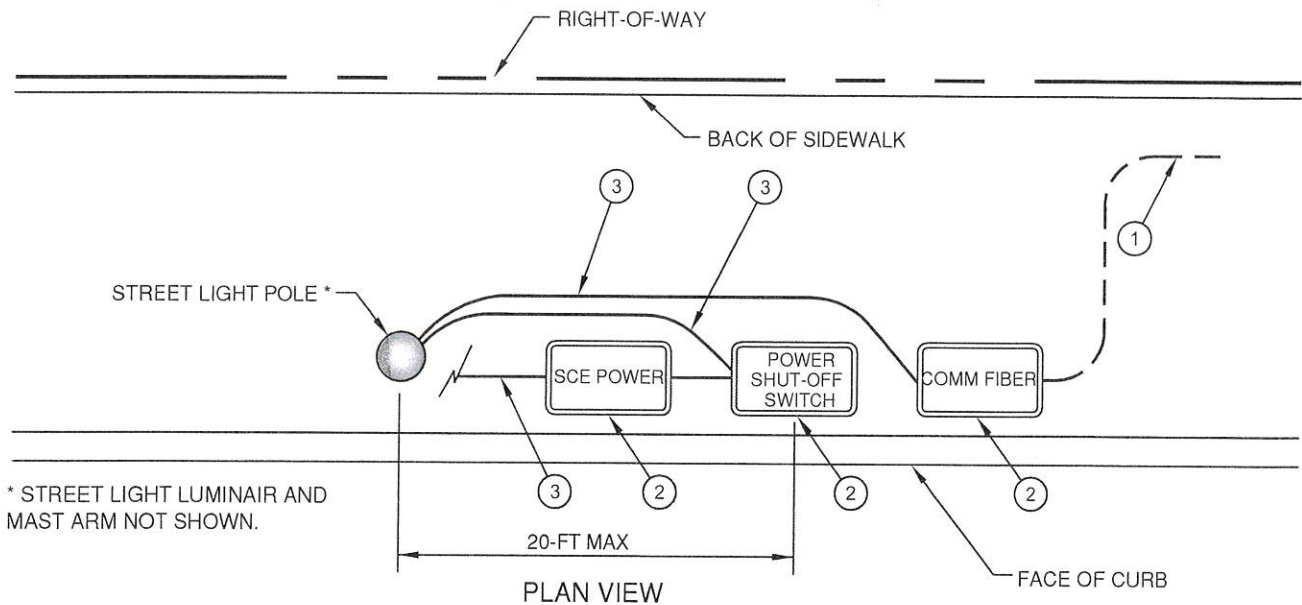 RIGHT-OF-WAY
BACK OF SIDEWALK
3
3
1
STREET LIGHT POLE *
SCE POWER
POWER
SHUT-OFF
SWITCH
COMM FIBER
3
2
2
2
* STREET LIGHT LUMINAIR AND
MAST ARM NOT SHOWN.
20-FT MAX
FACE OF CURB
PLAN VIEW